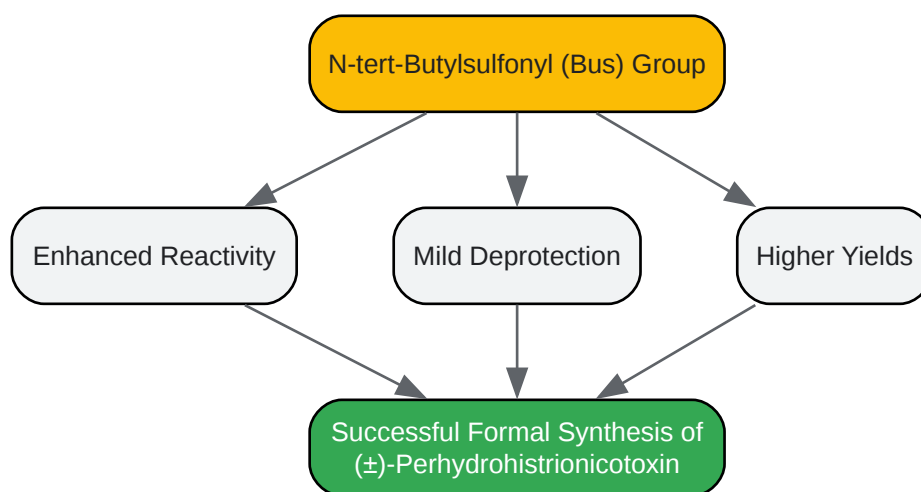 N-tert-Butylsulfonyl (Bus) Group
Enhanced Reactivity
Mild Deprotection
Higher Yields
Successful Formal Synthesis of
(±)-Perhydrohistrionicotoxin